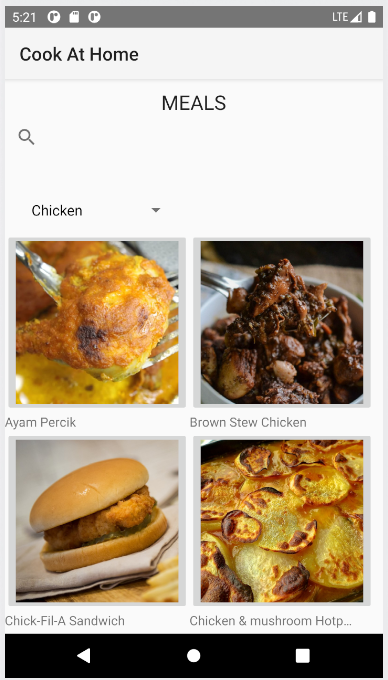 5:21
LTE
Cook At Home
MEALS
Chicken
Ayam Percik
Brown Stew Chicken
Chick-Fil-A Sandwich
Chicken & mushroom Hotp...